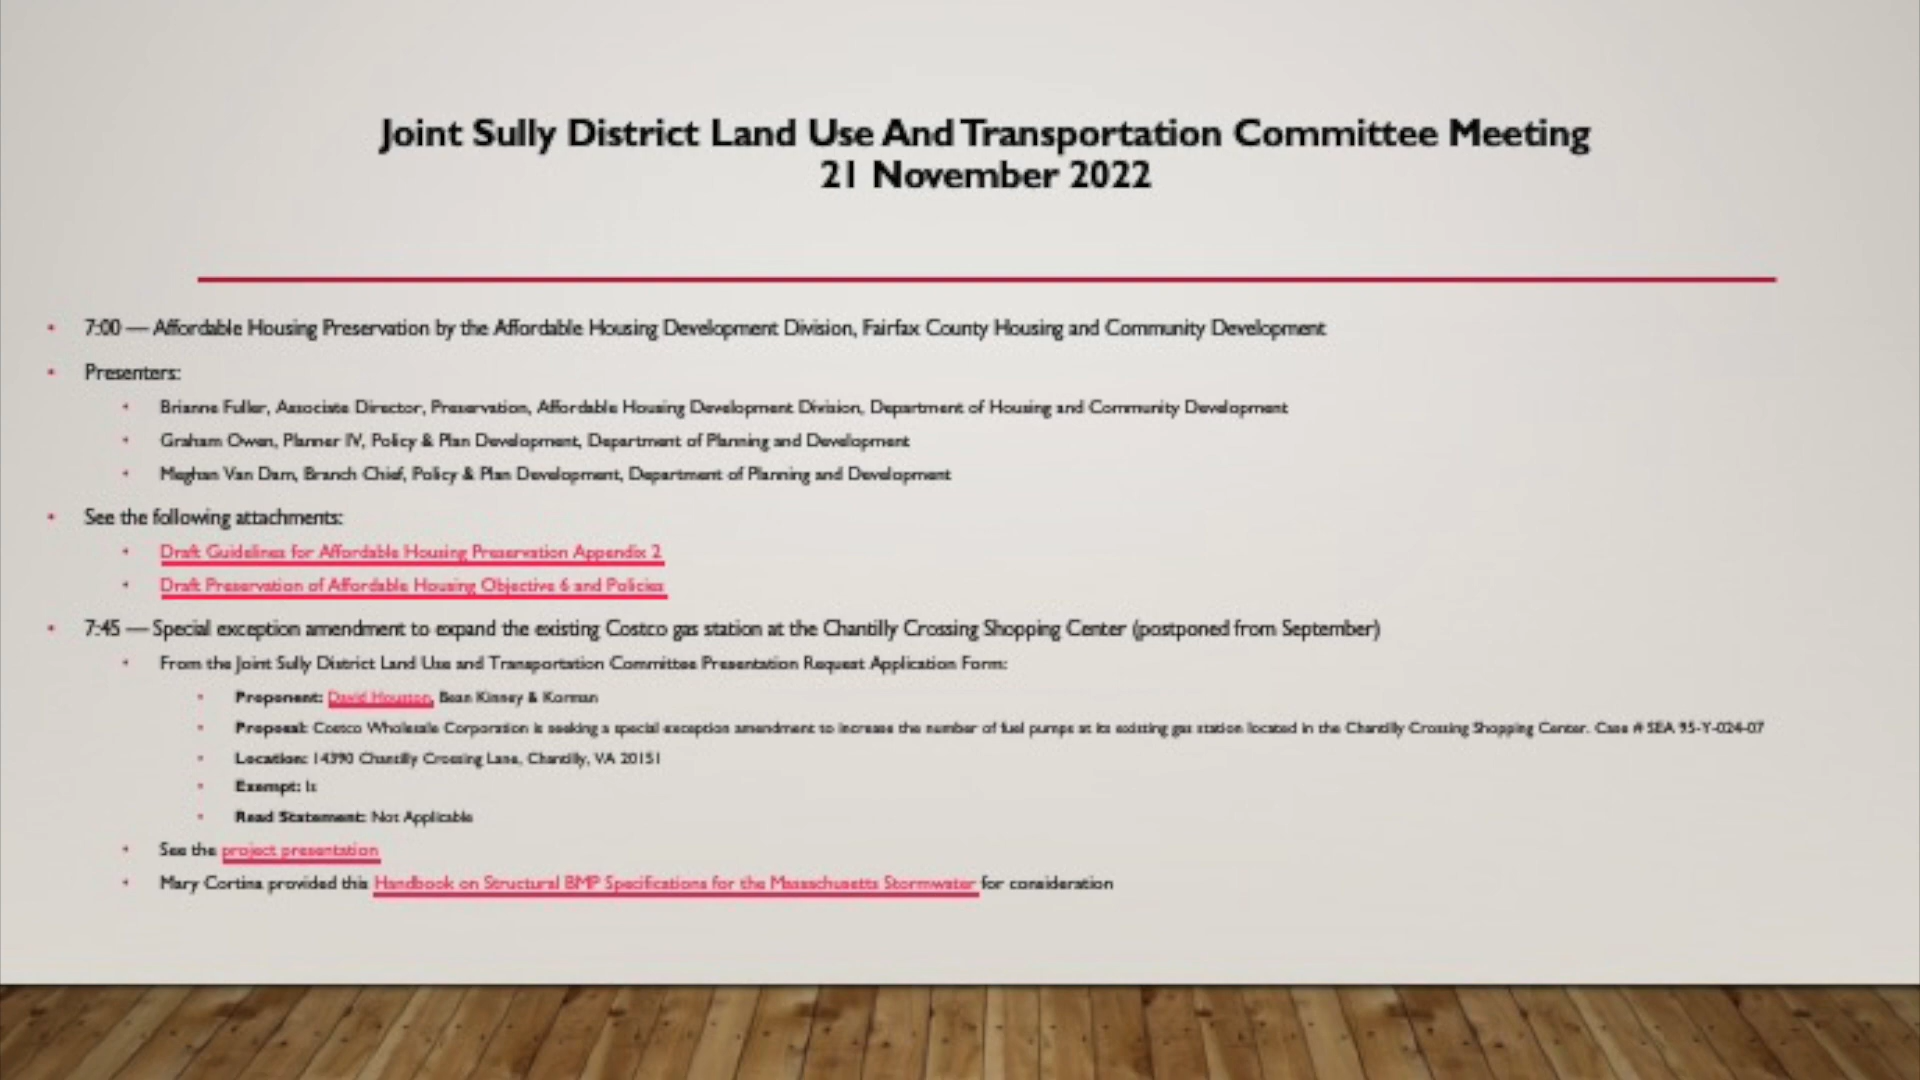 Joint Sully District Land Use And Transportation Committee Meeting
21 November 2022
• 7:00 — Affordable Housing Preservation by the Affordable Housing Development Division, Fairfax County Housing and Community Development
• Presenters:
• Brianne Fuller, Associate Director, Preservation, Affordable Housing Development Division, Department of Housing and Community Development
• Graham Owen, Planner IV, Policy & Plan Development, Department of Planning and Development
• Meghan Van Dam, Branch Chief, Policy & Plan Development, Department of Planning and Development
• See the following attachments:
• Draft Guidelines for Affordable Housing Preservation Appendix 2
• Draft Preservation of Affordable Housing Objective 6 and Policies
• 7:45 — Special exception amendment to expand the existing Costco gas station at the Chantilly Crossing Shopping Center (postponed from September)
• From the Joint Sully District Land Use and Transportation Committee Presentation Request Application Form:
• Proponent: David Houston, Bean Kinney & Korman
• Proposal: Costco Wholesale Corporation is seeking a special exception amendment to increase the number of fuel pumps at its existing gas station located in the Chantilly Crossing Shopping Center. Case # SEA 95-Y-024-07
• Location: 14390 Chantilly Crossing Lane, Chantilly, VA 20151
• Exempt: Is
• Read Statement: Not Applicable
• See the project presentation
• Mary Cortina provided this Handbook on Structural BMP Specifications for the Massachusetts Stormwater for consideration